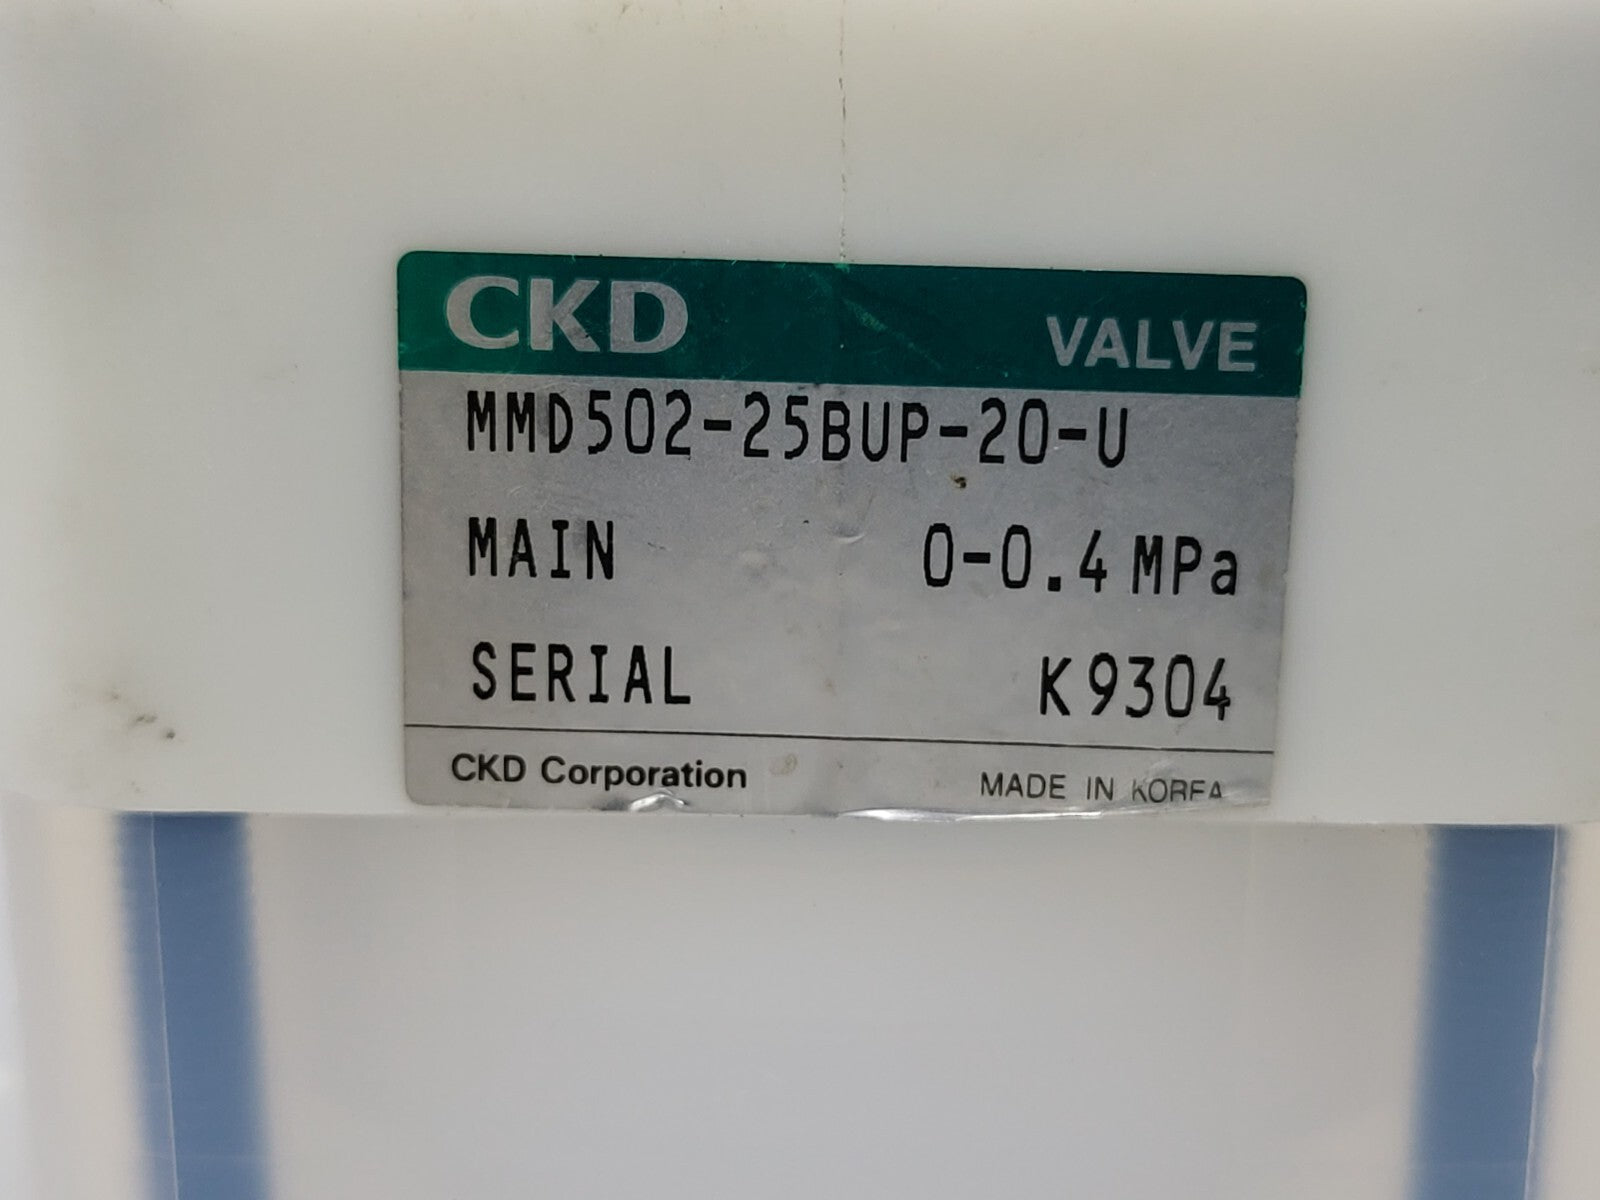 CKD VALVE
MMD502-25BUP-20-U
MAIN 0-0.4 MPa
SERIAL K9304
CKD Corporation MADE IN KOREA